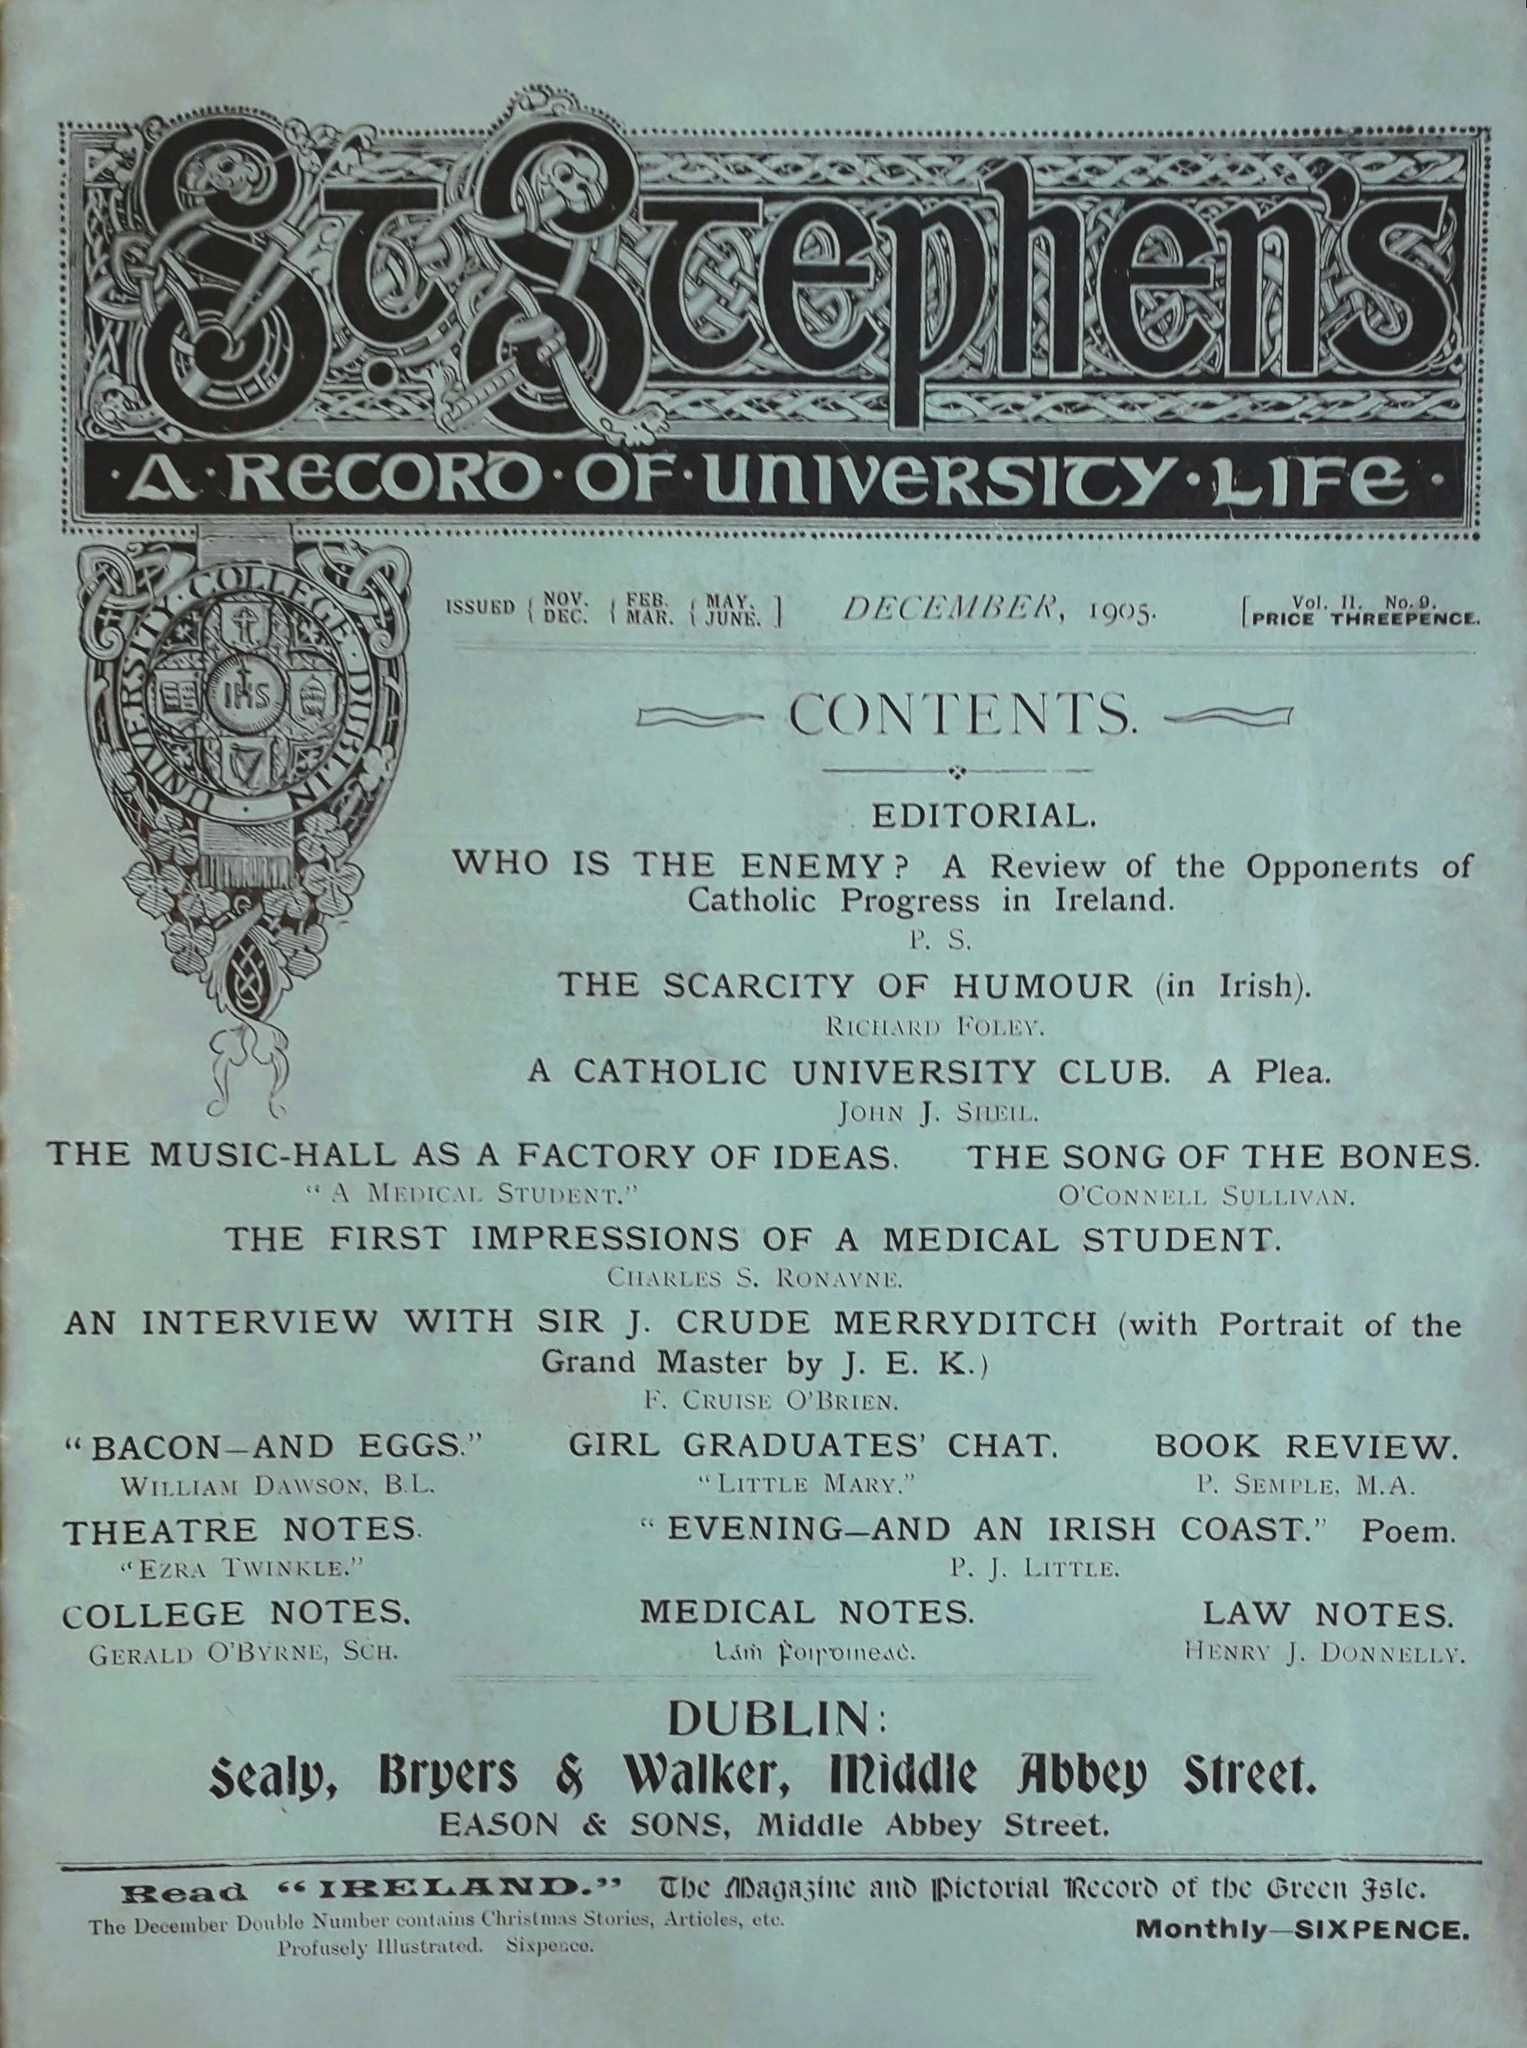 St. Stephen's
· A · RECORD · OF · UNIVERSITY · LIFE ·
UNIVERSITY · COLLEGE · DUBLIN ·
IHS
ISSUED { NOV. DEC. { FEB. MAR. { MAY. JUNE. ]
DECEMBER, 1905.
[Vol. II. No. 9.
PRICE THREEPENCE.
CONTENTS.
EDITORIAL.
WHO IS THE ENEMY? A Review of the Opponents of
Catholic Progress in Ireland.
P. S.
THE SCARCITY OF HUMOUR (in Irish).
RICHARD FOLEY.
A CATHOLIC UNIVERSITY CLUB. A Plea.
JOHN J. SHEIL.
THE MUSIC-HALL AS A FACTORY OF IDEAS.
"A MEDICAL STUDENT."
THE SONG OF THE BONES.
O'CONNELL SULLIVAN.
THE FIRST IMPRESSIONS OF A MEDICAL STUDENT.
CHARLES S. RONAYNE.
AN INTERVIEW WITH SIR J. CRUDE MERRYDITCH (with Portrait of the
Grand Master by J. E. K.)
F. CRUISE O'BRIEN.
"BACON—AND EGGS."
WILLIAM DAWSON, B.L.
GIRL GRADUATES' CHAT.
"LITTLE MARY."
BOOK REVIEW.
P. SEMPLE, M.A.
THEATRE NOTES.
"EZRA TWINKLE."
"EVENING—AND AN IRISH COAST." Poem.
P. J. LITTLE.
COLLEGE NOTES.
GERALD O'BYRNE, SCH.
MEDICAL NOTES.
Láṁ Foirdineaċ.
LAW NOTES.
HENRY J. DONNELLY.
DUBLIN:
Sealy, Bryers & Walker, Middle Abbey Street.
EASON & SONS, Middle Abbey Street.
Read "IRELAND." The Magazine and Pictorial Record of the Green Isle.
The December Double Number contains Christmas Stories, Articles, etc.
Profusely Illustrated. Sixpence.
Monthly—SIXPENCE.